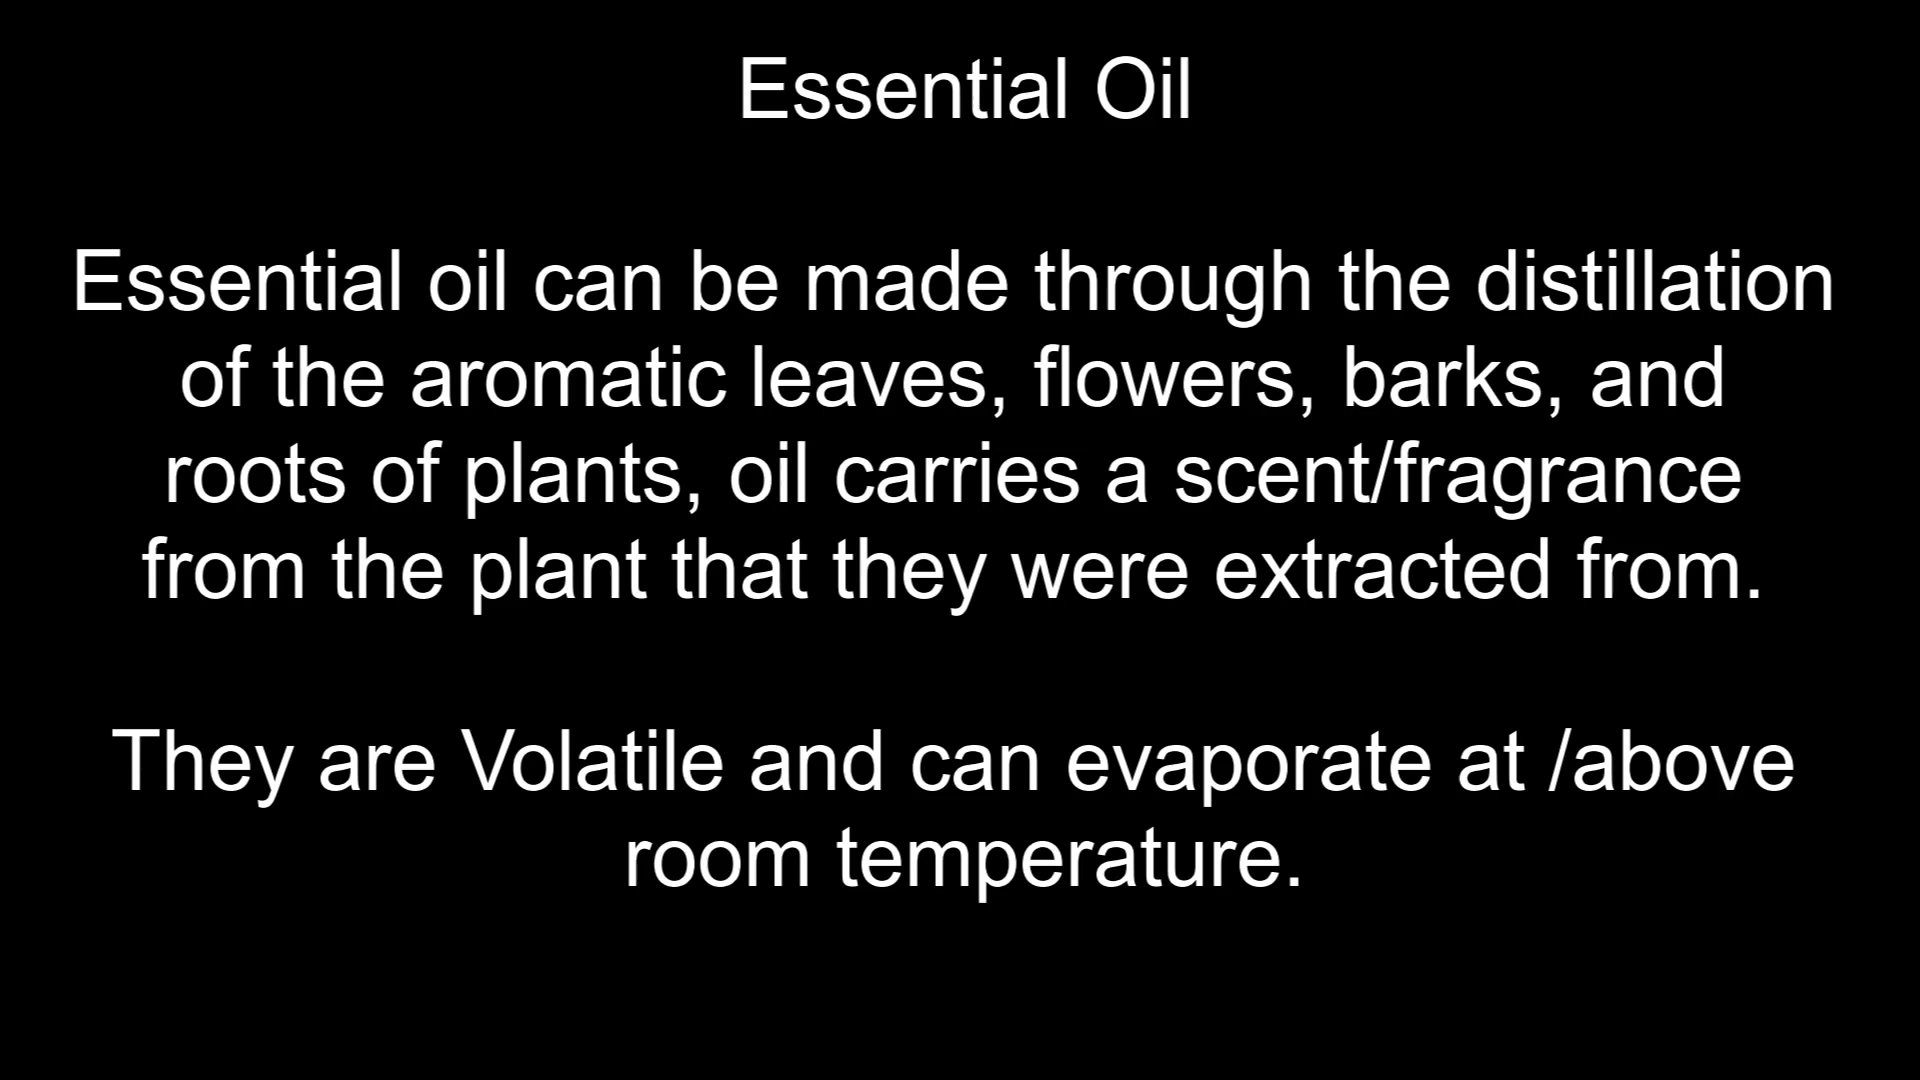 Essential Oil
Essential oil can be made through the distillation
of the aromatic leaves, flowers, barks, and
roots of plants, oil carries a scent/fragrance
from the plant that they were extracted from.
They are Volatile and can evaporate at /above
room temperature.